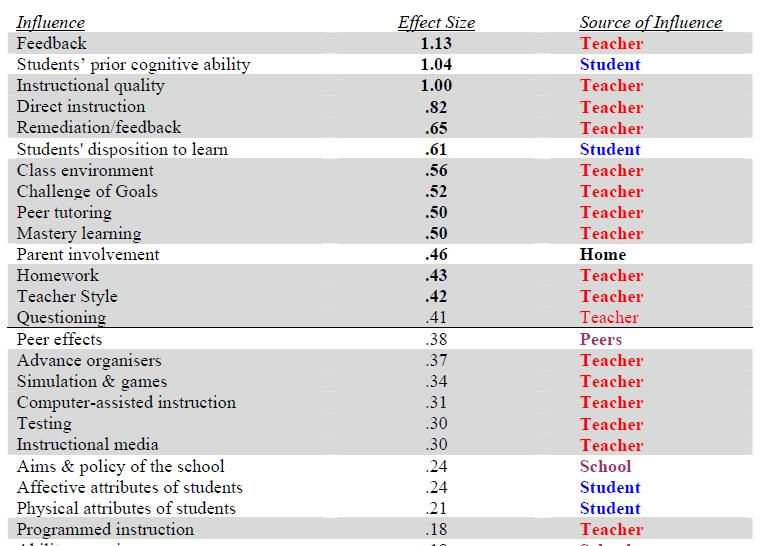 Influence Effect Size Source of Influence
Feedback 1.13 Teacher
Students' prior cognitive ability 1.04 Student
Instructional quality 1.00 Teacher
Direct instruction .82 Teacher
Remediation/feedback .65 Teacher
Students' disposition to learn .61 Student
Class environment .56 Teacher
Challenge of Goals .52 Teacher
Peer tutoring .50 Teacher
Mastery learning .50 Teacher
Parent involvement .46 Home
Homework .43 Teacher
Teacher Style .42 Teacher
Questioning .41 Teacher
Peer effects .38 Peers
Advance organisers .37 Teacher
Simulation & games .34 Teacher
Computer-assisted instruction .31 Teacher
Testing .30 Teacher
Instructional media .30 Teacher
Aims & policy of the school .24 School
Affective attributes of students .24 Student
Physical attributes of students .21 Student
Programmed instruction .18 Teacher